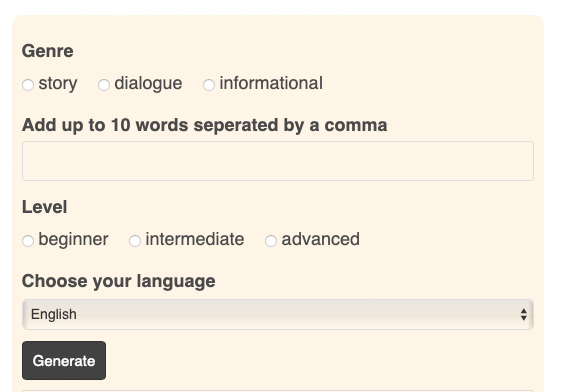 Genre
story dialogue informational
Add up to 10 words seperated by a comma
Level
beginner intermediate advanced
Choose your language
English
Generate